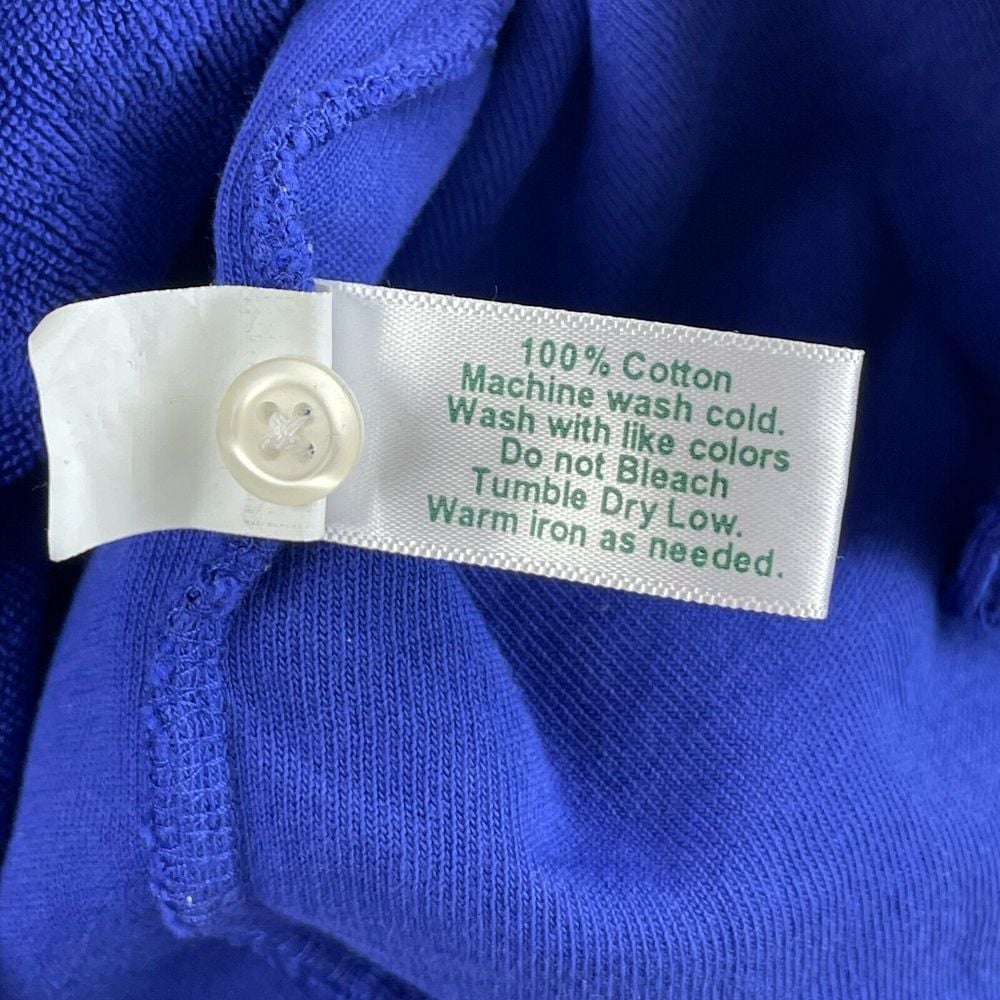 100% Cotton
Machine wash cold.
Wash with like colors
Do not Bleach
Tumble Dry Low.
Warm iron as needed.